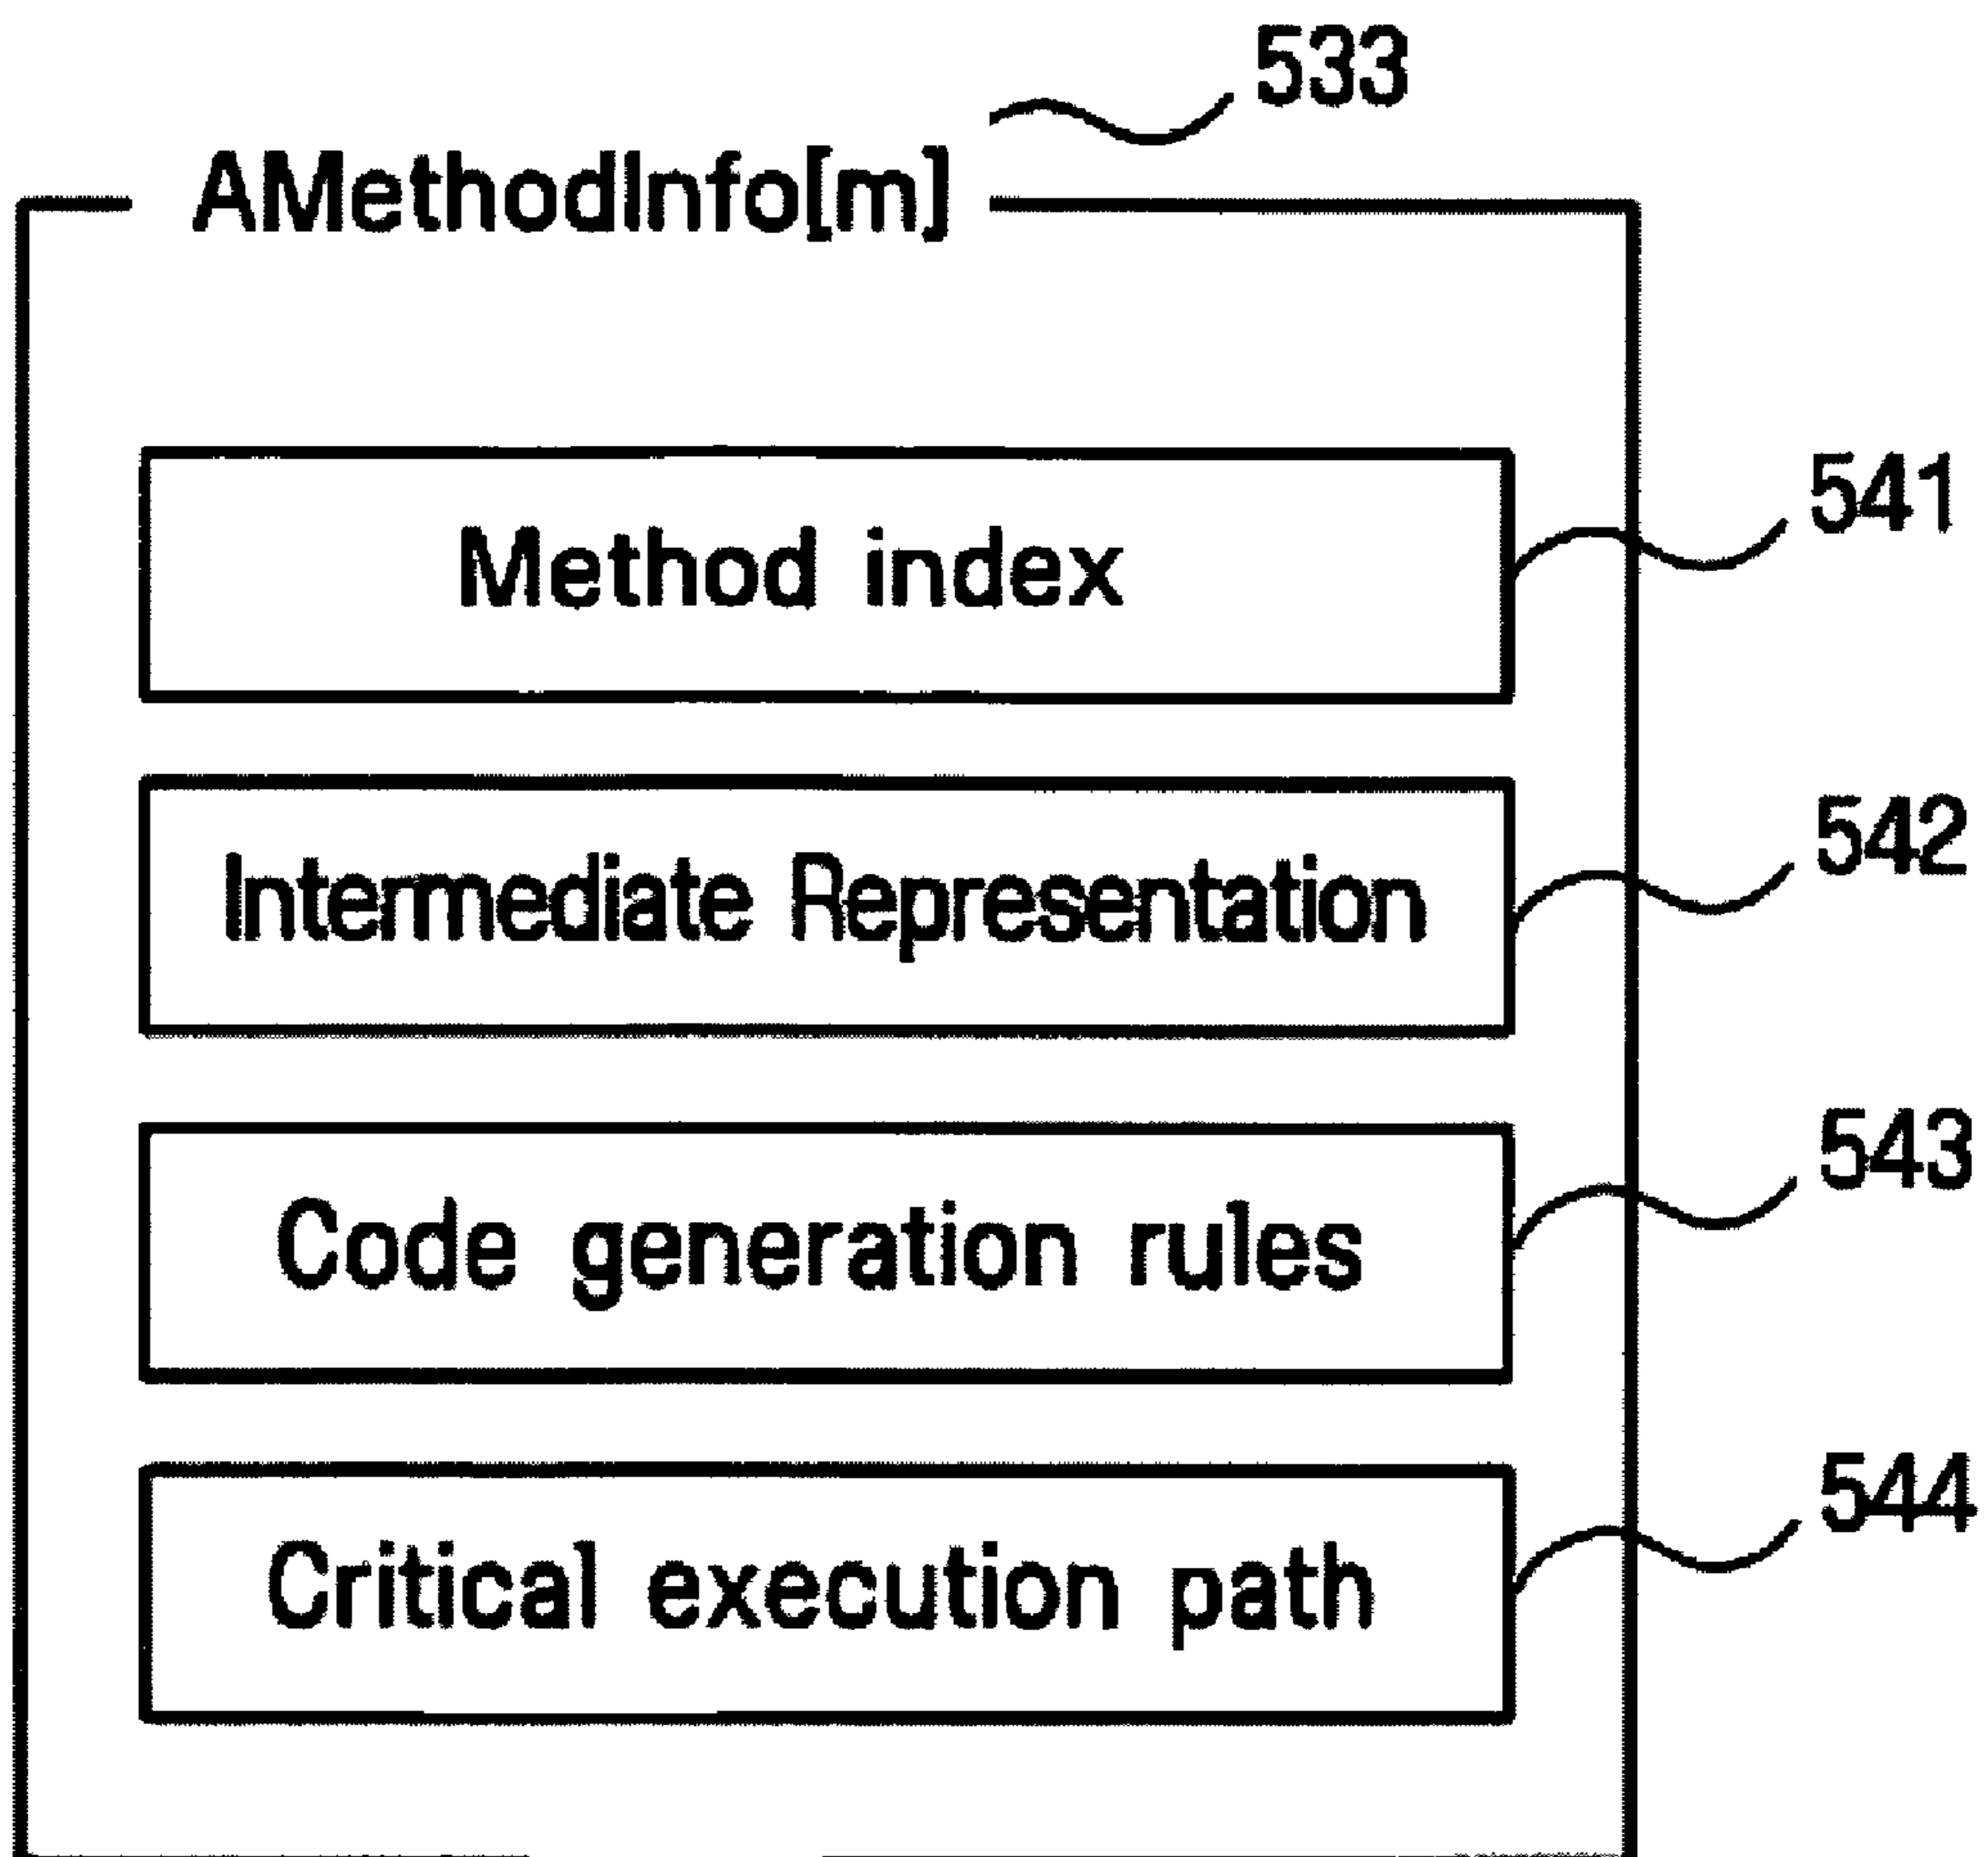 533
AMethodInfo[m]
Method index
541
Intermediate Representation
542
Code generation rules
543
Critical execution path
544